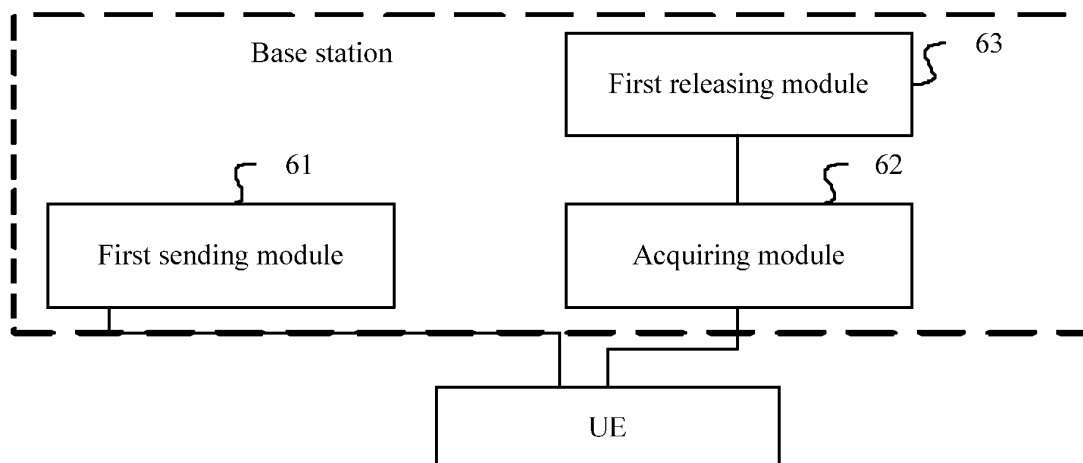 Base station
63
First releasing module
61
62
First sending module
Acquiring module
UE